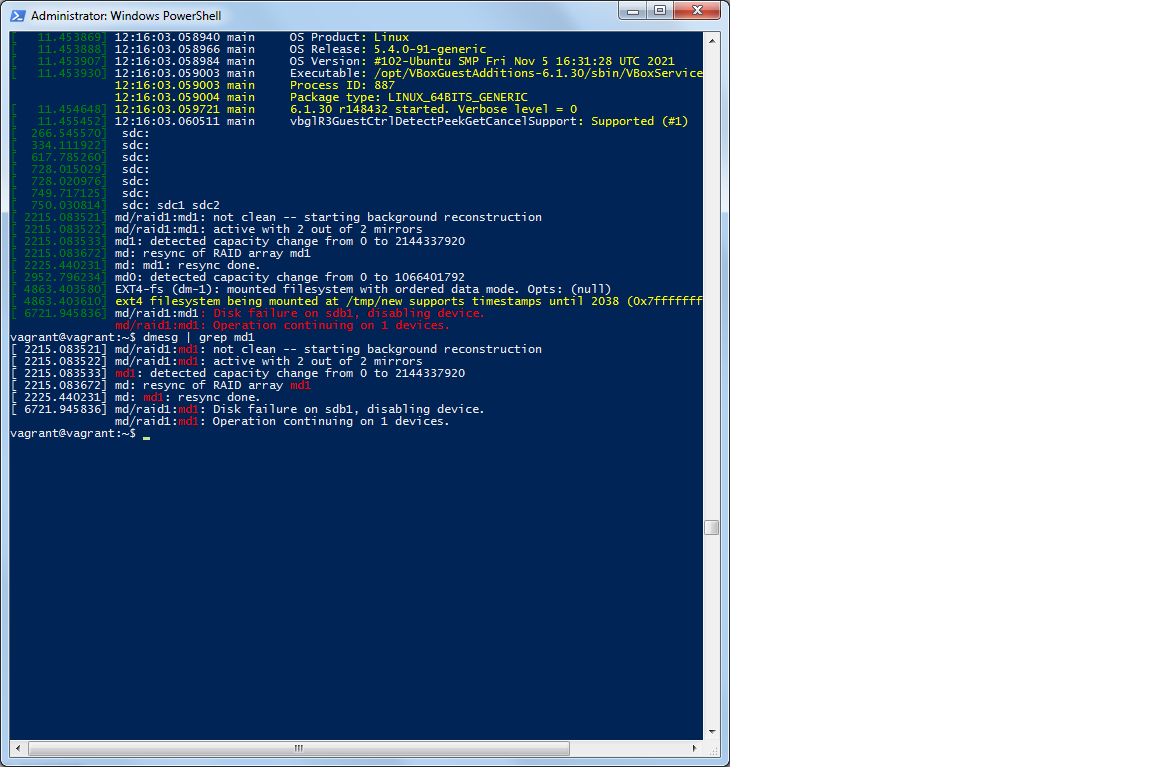 Administrator: Windows PowerShell
[   11.453869] 12:16:03.058940 main     OS Product: Linux
[   11.453888] 12:16:03.058966 main     OS Release: 5.4.0-91-generic
[   11.453907] 12:16:03.058984 main     OS Version: #102-Ubuntu SMP Fri Nov 5 16:31:28 UTC 2021
[   11.453930] 12:16:03.059003 main     Executable: /opt/VBoxGuestAdditions-6.1.30/sbin/VBoxService
               12:16:03.059003 main     Process ID: 887
               12:16:03.059004 main     Package type: LINUX_64BITS_GENERIC
[   11.454648] 12:16:03.059721 main     6.1.30 r148432 started. Verbose level = 0
[   11.455452] 12:16:03.060511 main     vbglR3GuestCtrlDetectPeekGetCancelSupport: Supported (#1)
[  266.545570]  sdc:
[  334.111922]  sdc:
[  617.785260]  sdc:
[  728.015029]  sdc:
[  728.020976]  sdc:
[  749.717125]  sdc:
[  750.030814]  sdc: sdc1 sdc2
[ 2215.083521] md/raid1:md1: not clean -- starting background reconstruction
[ 2215.083522] md/raid1:md1: active with 2 out of 2 mirrors
[ 2215.083533] md1: detected capacity change from 0 to 2144337920
[ 2215.083672] md: resync of RAID array md1
[ 2225.440231] md: md1: resync done.
[ 2952.796234] md0: detected capacity change from 0 to 1066401792
[ 4863.403580] EXT4-fs (dm-1): mounted filesystem with ordered data mode. Opts: (null)
[ 4863.403610] ext4 filesystem being mounted at /tmp/new supports timestamps until 2038 (0x7fffffff
[ 6721.945836] md/raid1:md1: Disk failure on sdb1, disabling device.
               md/raid1:md1: Operation continuing on 1 devices.
vagrant@vagrant:~$ dmesg | grep md1
[ 2215.083521] md/raid1:md1: not clean -- starting background reconstruction
[ 2215.083522] md/raid1:md1: active with 2 out of 2 mirrors
[ 2215.083533] md1: detected capacity change from 0 to 2144337920
[ 2215.083672] md: resync of RAID array md1
[ 2225.440231] md: md1: resync done.
[ 6721.945836] md/raid1:md1: Disk failure on sdb1, disabling device.
               md/raid1:md1: Operation continuing on 1 devices.
vagrant@vagrant:~$